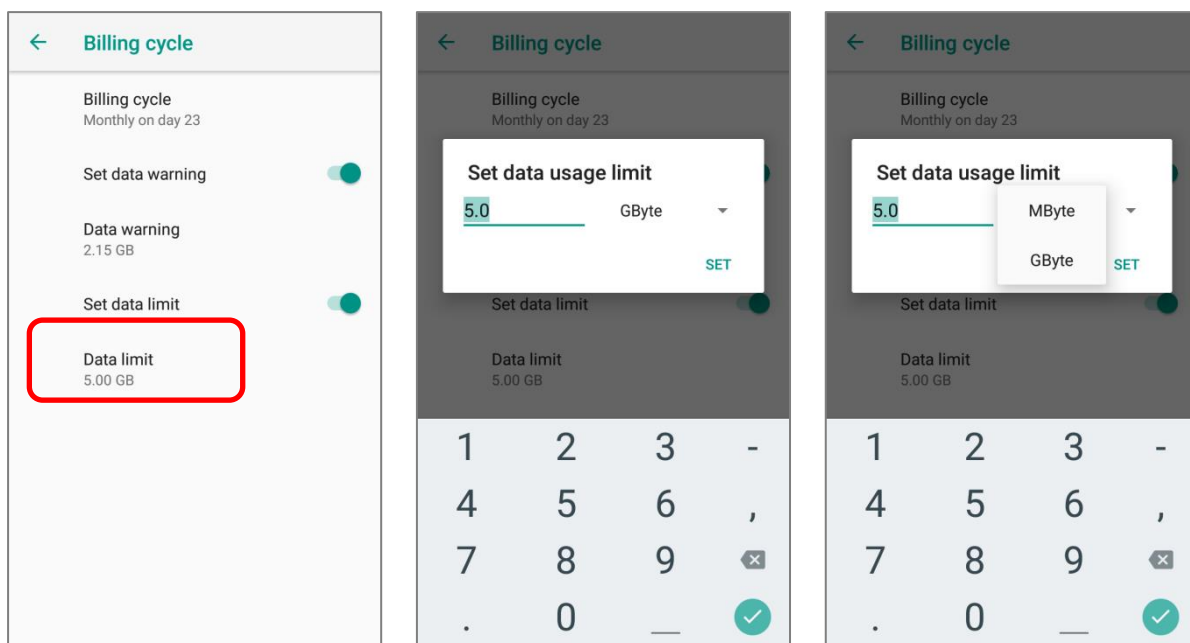 Billing cycle
Billing cycle
Monthly on day 23
Set data warning
Data warning
2.15 GB
Set data limit
Data limit
5.00 GB
Billing cycle
Billing cycle
Monthly on day 23
Set data usage limit
5.0 GByte
SET
Set data limit
Data limit
5.00 GB
1 2 3 -
4 5 6 ,
7 8 9
. 0 _
Billing cycle
Billing cycle
Monthly on day 23
Set data usage limit
5.0 MByte
GByte SET
Set data limit
Data limit
5.00 GB
1 2 3 -
4 5 6 ,
7 8 9
. 0 _